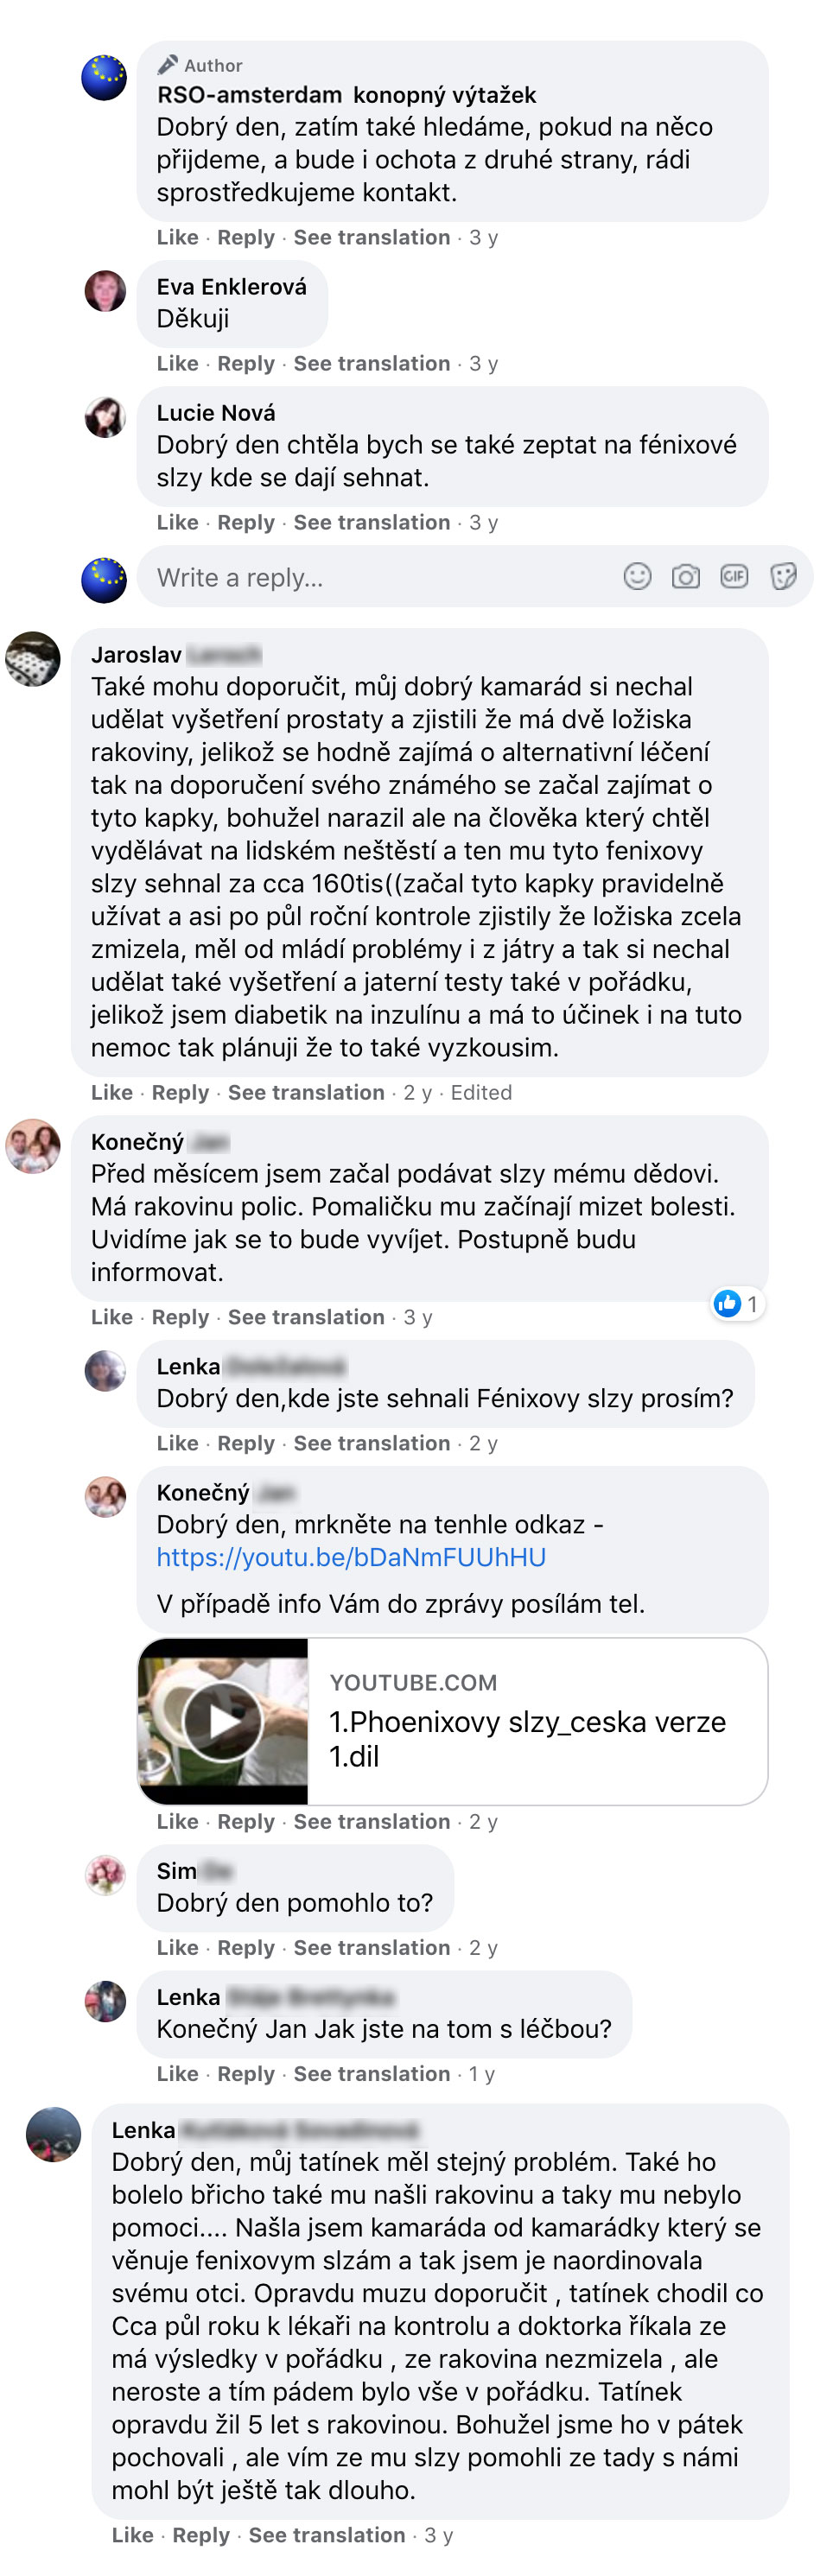 Author
RSO-amsterdam konopný výtažek
Dobrý den, zatím také hledáme, pokud na něco
přijdeme, a bude i ochota z druhé strany, rádi
sprostředkujeme kontakt.
Like · Reply · See translation · 3 y
Eva Enklerová
Děkuji
Like · Reply · See translation · 3 y
Lucie Nová
Dobrý den chtěla bych se také zeptat na fénixové
slzy kde se dají sehnat.
Like · Reply · See translation · 3 y
Write a reply...
GIF
Jaroslav
Také mohu doporučit, můj dobrý kamarád si nechal
udělat vyšetření prostaty a zjistili že má dvě ložiska
rakoviny, jelikož se hodně zajímá o alternativní léčení
tak na doporučení svého známého se začal zajímat o
tyto kapky, bohužel narazil ale na člověka který chtěl
vydělávat na lidském neštěstí a ten mu tyto fenixovy
slzy sehnal za cca 160tis((začal tyto kapky pravidelně
užívat a asi po půl roční kontrole zjistily že ložiska zcela
zmizela, měl od mládí problémy i z játry a tak si nechal
udělat také vyšetření a jaterní testy také v pořádku,
jelikož jsem diabetik na inzulínu a má to účinek i na tuto
nemoc tak plánuji že to také vyzkousim.
Like · Reply · See translation · 2 y · Edited
Konečný
Před měsícem jsem začal podávat slzy mému dědovi.
Má rakovinu polic. Pomaličku mu začínají mizet bolesti.
Uvidíme jak se to bude vyvíjet. Postupně budu
informovat.
1
Like · Reply · See translation · 3 y
Lenka
Dobrý den,kde jste sehnali Fénixovy slzy prosím?
Like · Reply · See translation · 2 y
Konečný
Dobrý den, mrkněte na tenhle odkaz -
https://youtu.be/bDaNmFUUhHU
V případě info Vám do zprávy posílám tel.
YOUTUBE.COM
1.Phoenixovy slzy_ceska verze
1.dil
Like · Reply · See translation · 2 y
Sim
Dobrý den pomohlo to?
Like · Reply · See translation · 2 y
Lenka
Konečný Jan Jak jste na tom s léčbou?
Like · Reply · See translation · 1 y
Lenka
Dobrý den, můj tatínek měl stejný problém. Také ho
bolelo břicho také mu našli rakovinu a taky mu nebylo
pomoci.... Našla jsem kamaráda od kamarádky který se
věnuje fenixovym slzám a tak jsem je naordinovala
svému otci. Opravdu muzu doporučit , tatínek chodil co
Cca půl roku k lékaři na kontrolu a doktorka říkala ze
má výsledky v pořádku , ze rakovina nezmizela , ale
neroste a tím pádem bylo vše v pořádku. Tatínek
opravdu žil 5 let s rakovinou. Bohužel jsme ho v pátek
pochovali , ale vím ze mu slzy pomohli ze tady s námi
mohl být ještě tak dlouho.
Like · Reply · See translation · 3 y